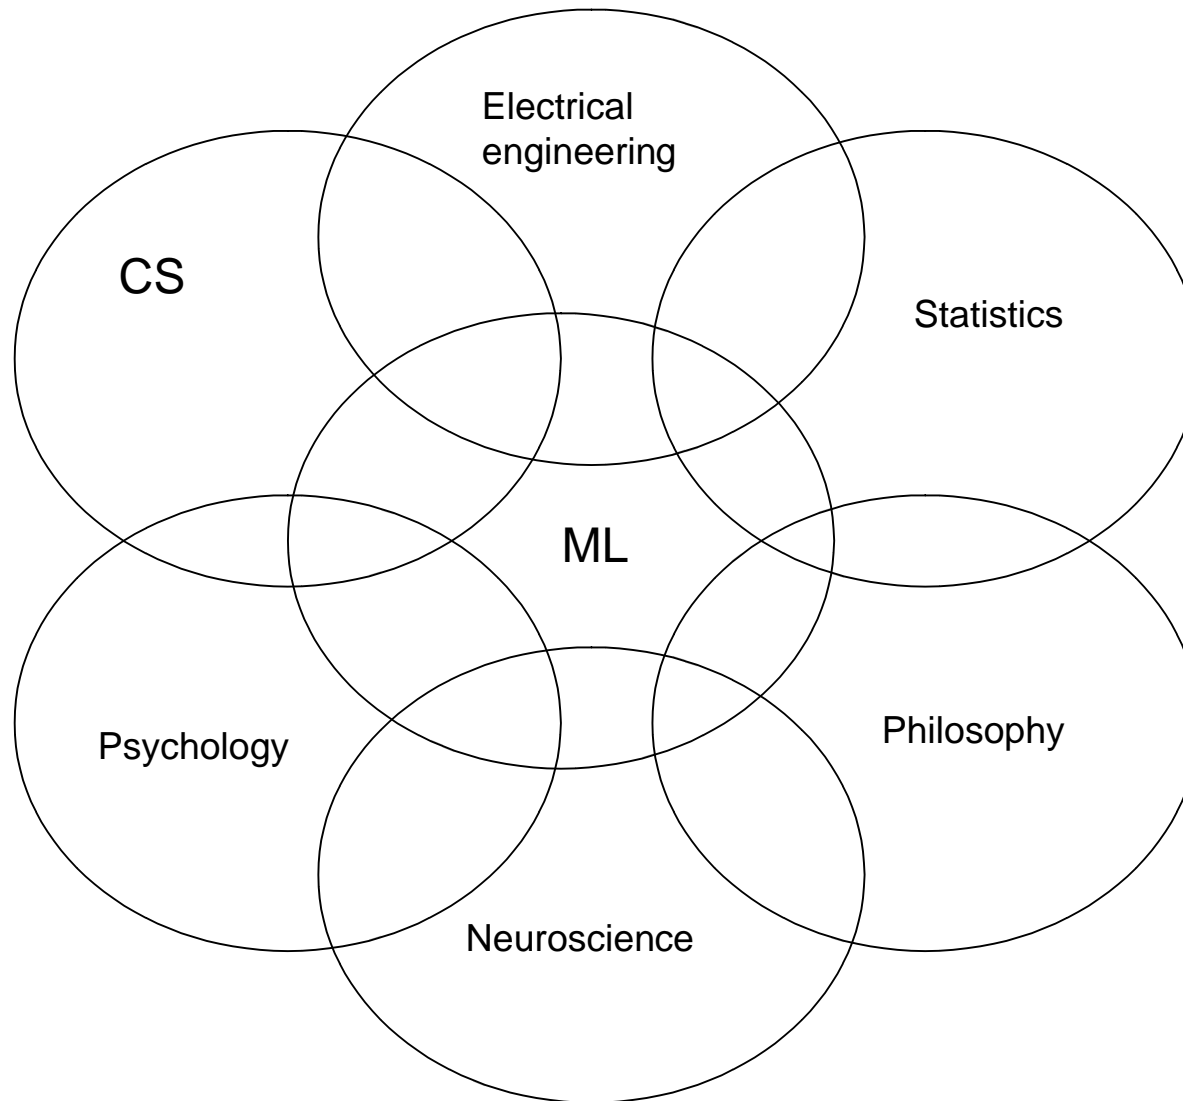 Electrical
engineering
CS
Statistics
ML
Psychology
Philosophy
Neuroscience